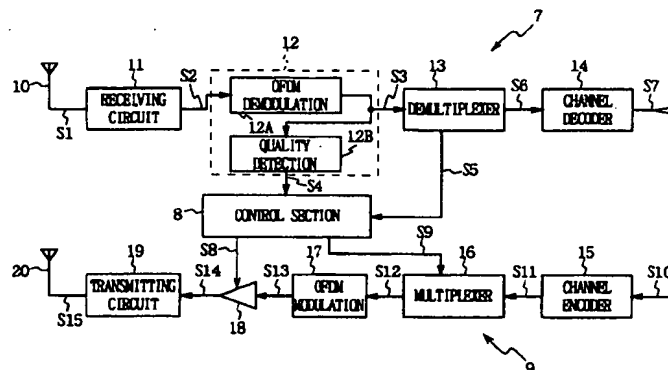 12
7
10
11
S2
OFDM
DEMODULATION
S3
13
14
S6
S7
RECEIVING
CIRCUIT
DEMULTIPLEXER
CHANNEL
DECODER
S1
12A
12B
QUALITY
DETECTION
S4
S5
8
CONTROL SECTION
S8
S9
20
19
S14
S13
17
S12
16
S11
15
S10
TRANSMITTING
CIRCUIT
OFDM
MODULATION
MULTIPLEXER
CHANNEL
ENCODER
S15
18
9